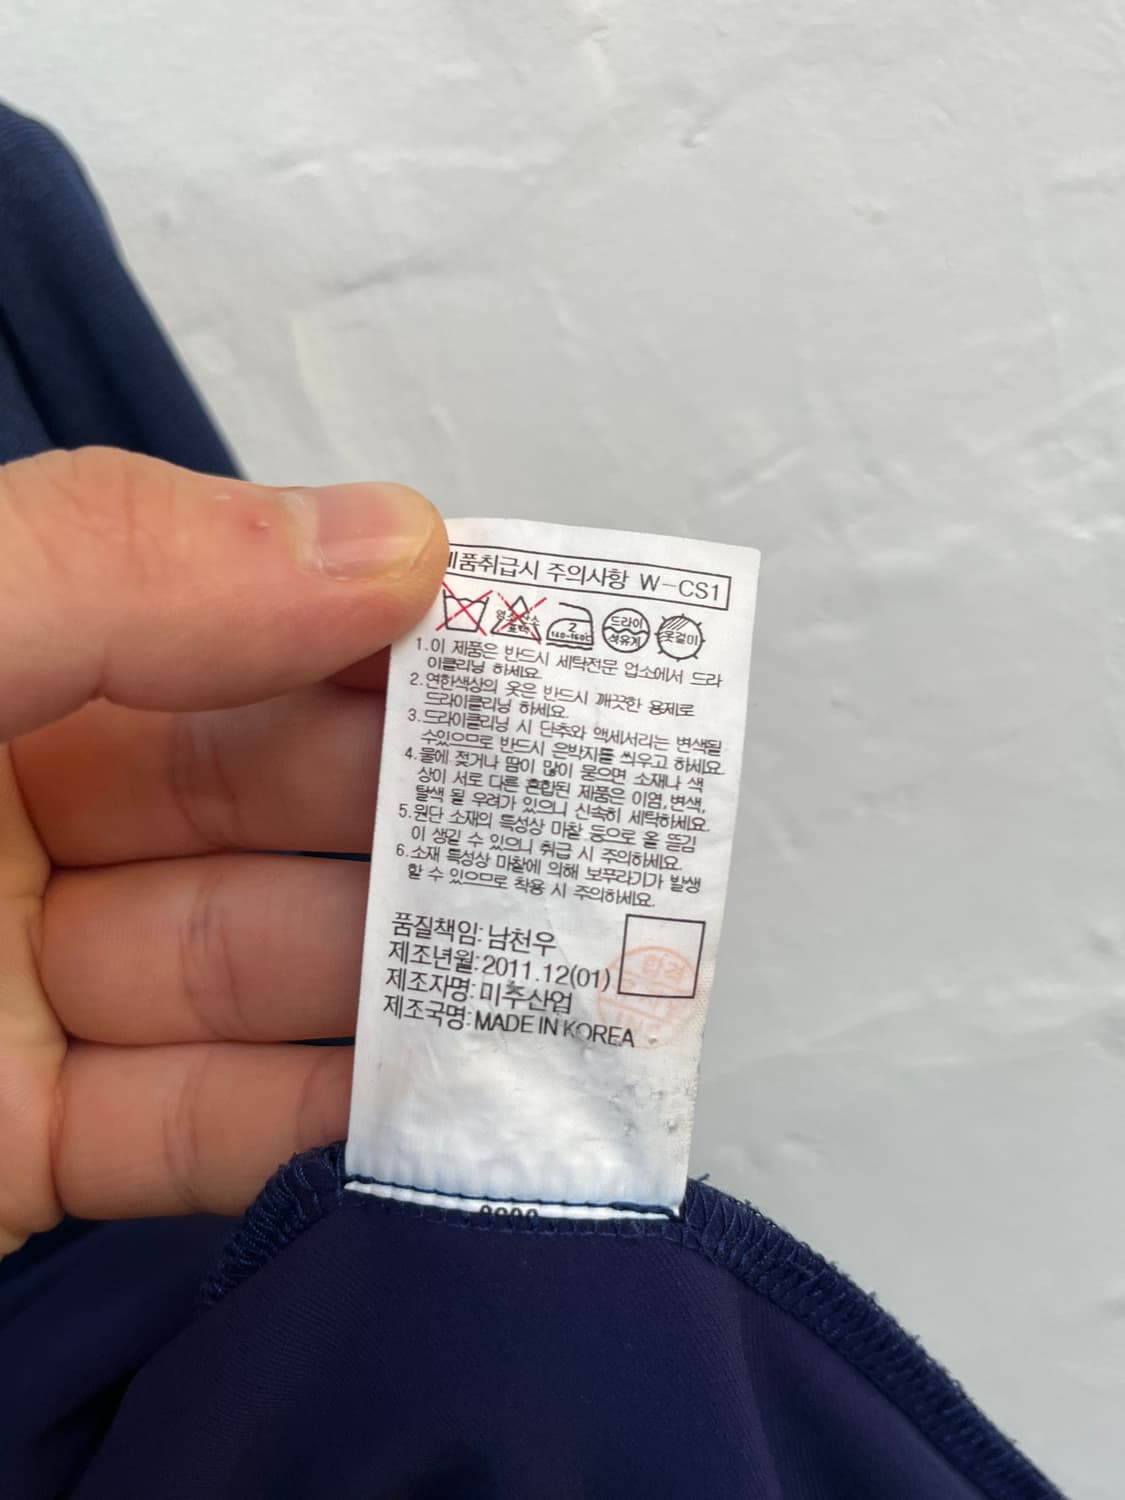 제품취급시 주의사항 W-CS1
염소산소
표백
2
140-160℃
드라이
석유계
옷걸이
1.이 제품은 반드시 세탁전문 업소에서 드라
이클리닝 하세요.
2.연한색상의 옷은 반드시 깨끗한 용제로
드라이클리닝 하세요.
3.드라이클리닝 시 단추와 액세서리는 변색될
수있으므로 반드시 은박지를 씌우고 하세요.
4.물에 젖거나 땀이 많이 묻으면 소재나 색
상이 서로 다른 혼합된 제품은 이염,변색,
탈색 될 우려가 있으니 신속히 세탁하세요.
5.원단 소재의 특성상 마찰 등으로 올 뜯김
이 생길 수 있으니 취급 시 주의하세요.
6.소재 특성상 마찰에 의해 보푸라기가 발생
할 수 있으므로 착용 시 주의하세요.
품질책임:남천우
제조년월:2011.12(01)
제조자명:미주산업
제조국명:MADE IN KOREA
합격